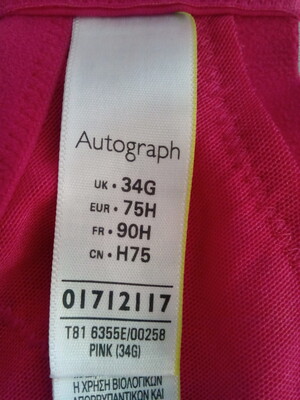 Autograph
UK • 34G
EUR • 75H
FR • 90H
CN • H75
01712117
T81 6355E/00258
PINK (34G)
Η ΧΡΗΣΗ ΒΙΟΛΟΓΙΚΩΝ
ΑΠΟΡΡΥΠΑΝΤΙΚΩΝ ΚΑΙ